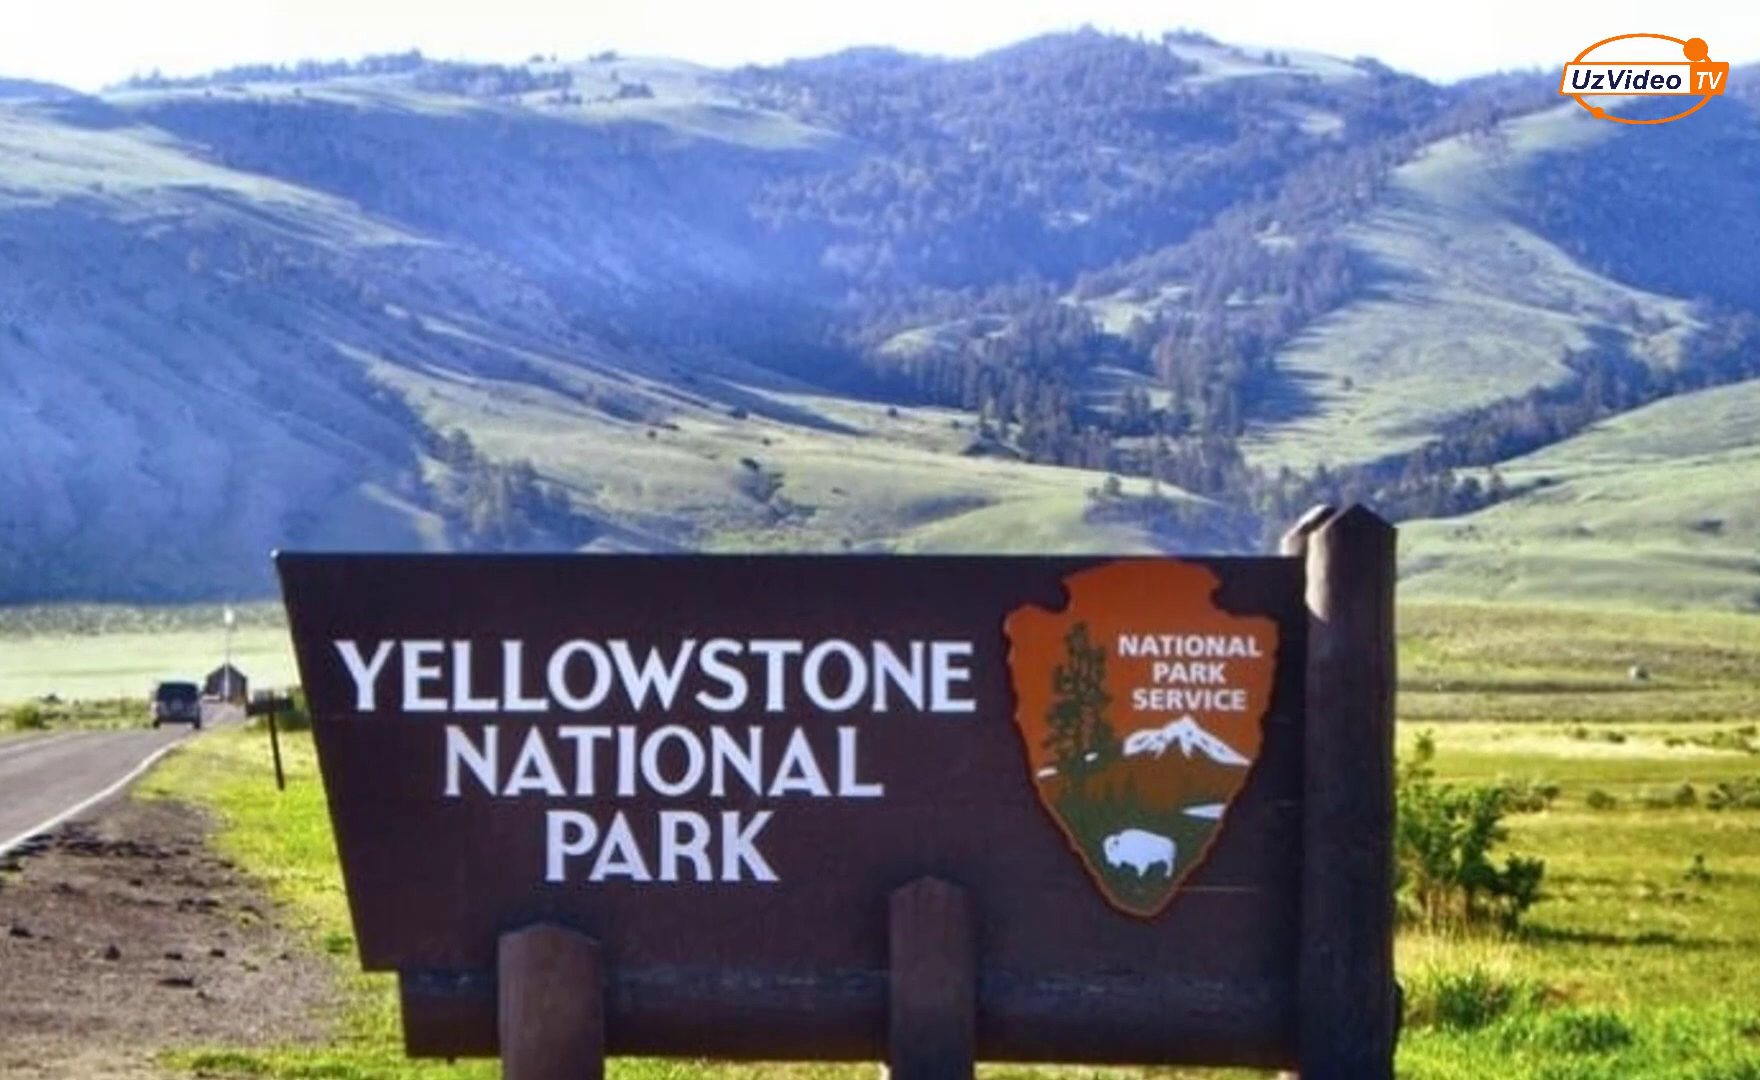 UzVideo TV
YELLOWSTONE
NATIONAL
PARK
NATIONAL
PARK
SERVICE